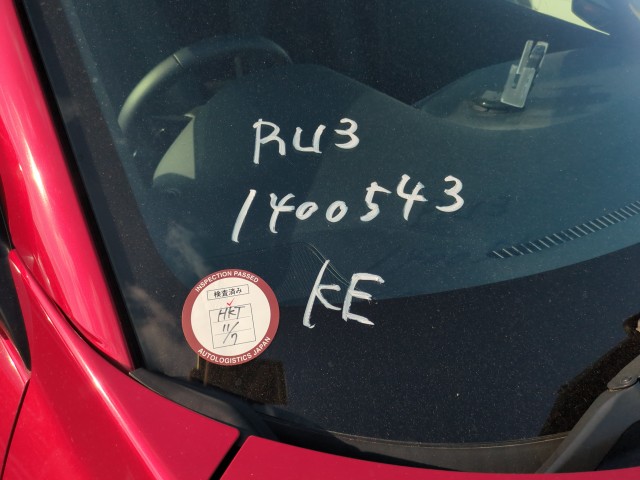 RU3
1400543
KE
INSPECTION PASSED
検査済み
HKT
11/7
AUTOLOGISTICS JAPAN